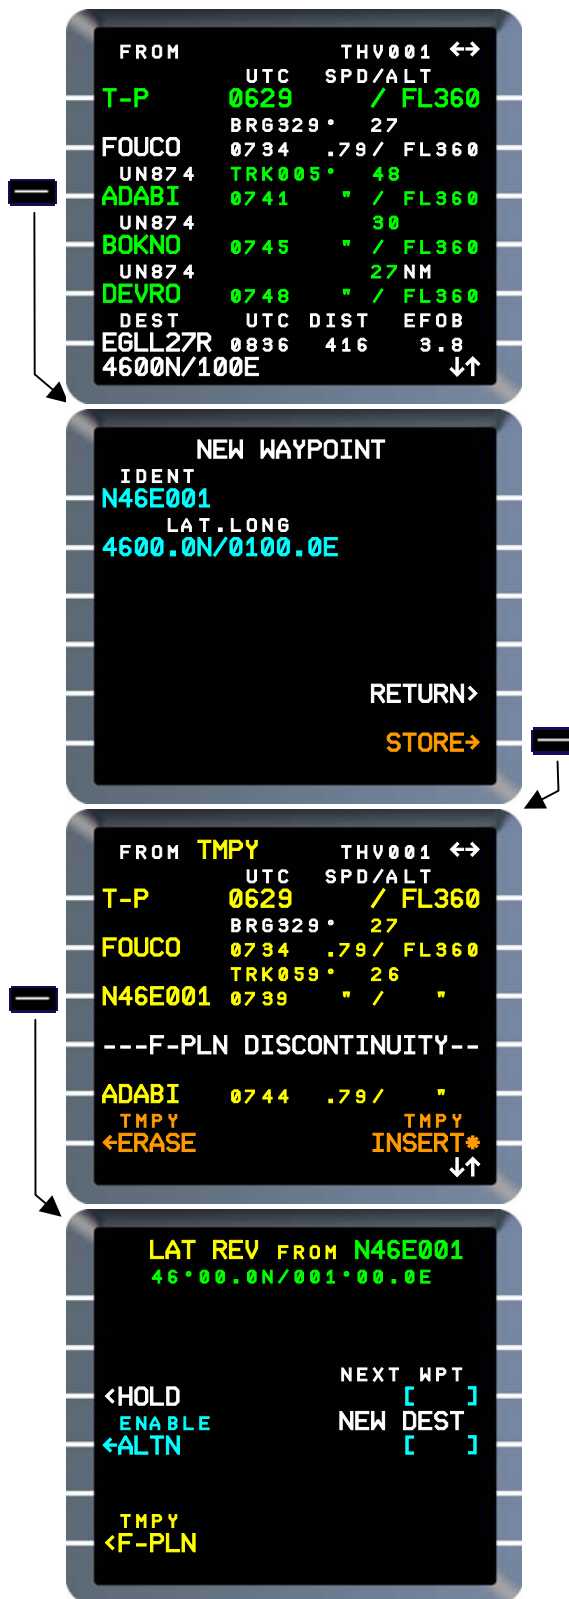 FROM THV001 ←→
UTC SPD/ALT
T-P 0629 / FL360
BRG329° 27
FOUCO 0734 .79/ FL360
UN874 TRK005° 48
ADABI 0741 " / FL360
UN874 30
BOKNO 0745 " / FL360
UN874 27NM
DEVRO 0748 " / FL360
DEST UTC DIST EFOB
EGLL27R 0836 416 3.8
4600N/100E ↓↑
NEW WAYPOINT
IDENT
N46E001
LAT.LONG
4600.0N/0100.0E
RETURN>
STORE→
FROM TMPY THV001 ←→
UTC SPD/ALT
T-P 0629 / FL360
BRG329° 27
FOUCO 0734 .79/ FL360
TRK059° 26
N46E001 0739 " / "
---F-PLN DISCONTINUITY--
ADABI 0744 .79/ "
TMPY TMPY
←ERASE INSERT*
↓↑
LAT REV FROM N46E001
46°00.0N/001°00.0E
NEXT WPT
<HOLD [ ]
ENABLE NEW DEST
←ALTN [ ]
TMPY
<F-PLN